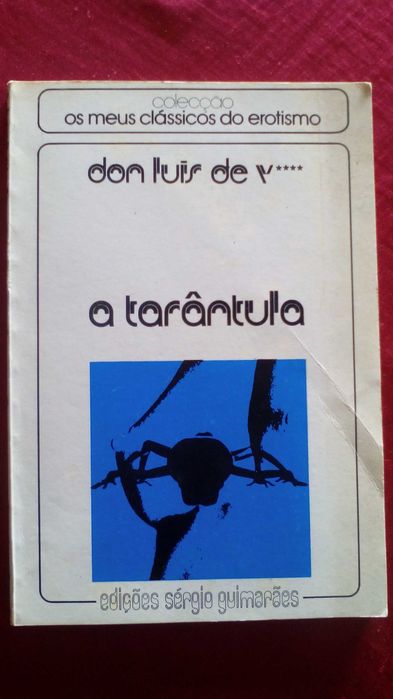 colecção
os meus clássicos do erotismo
don luis de v****
a tarântula
edições sérgio guimarães